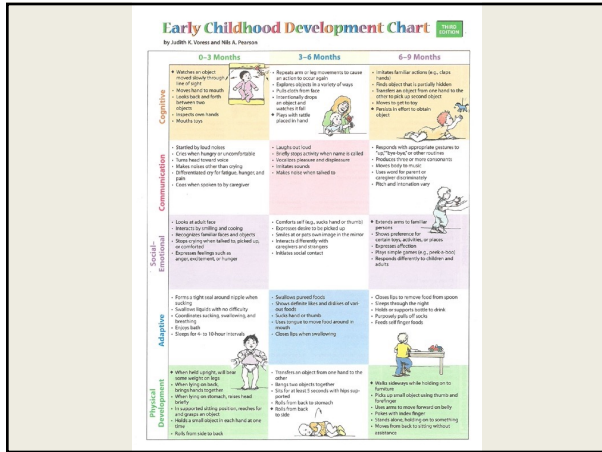 Early Childhood Development Chart
THIRD
EDITION
by Judith K. Voress and Nils A. Pearson
0–3 Months
3–6 Months
6–9 Months
Cognitive
Watches an object
moved slowly through
line of sight
• Moves hand to mouth
• Looks back and forth
between two
objects
• Inspects own hands
• Mouths toys
Repeats arm or leg movements to cause
an action to occur again
• Explores objects in a variety of ways
• Pulls cloth from face
• Intentionally drops
an object and
watches it fall
Plays with rattle
placed in hand
• Imitates familiar actions (e.g., claps
hands)
• Finds object that is partially hidden
• Transfers an object from one hand to the
other to pick up second object
• Moves to get toy
Persists in effort to obtain
object
Communication
• Startled by loud noises
• Cries when hungry or uncomfortable
• Turns head toward voice
• Makes noises other than crying
• Differentiated cry for fatigue, hunger, and
pain
• Coos when spoken to by caregiver
• Laughs out loud
• Briefly stops activity when name is called
• Vocalizes pleasure and displeasure
• Imitates sounds
• Makes noise when talked to
• Responds with appropriate gestures to
"up," "bye-bye," or other routines
• Produces three or more consonants
• Moves body to music
• Uses word for parent or
caregiver discriminately
• Pitch and intonation vary
Social-
Emotional
• Looks at adult face
• Interacts by smiling and cooing
• Recognizes familiar faces and objects
• Stops crying when talked to, picked up,
or comforted
• Expresses feelings such as
anger, excitement, or hunger
• Comforts self (e.g., sucks hand or thumb)
• Expresses desire to be picked up
• Smiles at or pats own image in the mirror
• Interacts differently with
caregivers and strangers
• Initiates social contact
Extends arms to familiar
persons
• Shows preference for
certain toys, activities, or places
• Expresses affection
• Plays simple games (e.g., peek-a-boo)
• Responds differently to children and
adults
Adaptive
• Forms a tight seal around nipple when
sucking
• Swallows liquids with no difficulty
• Coordinates sucking, swallowing, and
breathing
• Enjoys bath
• Sleeps for 4- to 10-hour intervals
• Swallows pureed foods
• Shows definite likes and dislikes of var-
ious foods
• Sucks hand or thumb
• Uses tongue to move food around in
mouth
• Closes lips when swallowing
• Closes lips to remove food from spoon
• Sleeps through the night
• Holds or supports bottle to drink
• Purposely pulls off socks
• Feeds self finger foods
Physical
Development
When held upright, will bear
some weight on legs
• When lying on back,
brings hands together
• When lying on stomach, raises head
briefly
• In supported sitting position, reaches for
and grasps an object
• Holds a small object in each hand at one
time
• Rolls from side to back
• Transfers an object from one hand to the
other
• Bangs two objects together
• Sits for at least 5 seconds with hips sup-
ported
• Rolls from back to stomach
Rolls from back
to side
Walks sideways while holding on to
furniture
• Picks up small object using thumb and
forefinger
• Uses arms to move forward on belly
• Pokes with index finger
• Stands alone, holding on to something
• Moves from back to sitting without
assistance